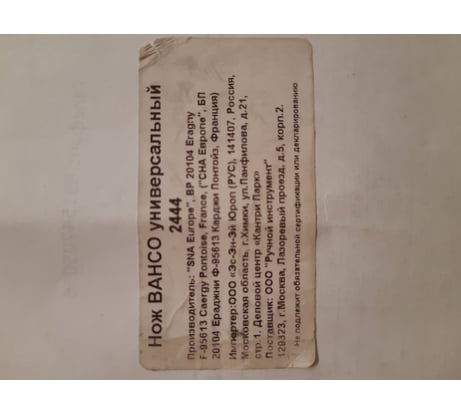 Нож BAHCO универсальный
2444
Производитель: "SNA Europe", BP 20104 Eragny
F-95613 Caergy Pontoise, France, ("СНА Европе", БП
20104 Ераджни Ф-95613 Карджи Понтойз, Франция)
Импертер:ООО «Эс-Эн-Эй Юроп (РУС), 141407, Россия,
Московская область, г.Химки, ул.Панфилова, д.21,
стр.1. Деловой центр «Кантри Парк»
Поставщик: ООО "Ручной инструмент"
129323, г.Москва, Лазоревый проезд, д.5, корп.2.
Не подлежит обязательной сертификации или декларированию